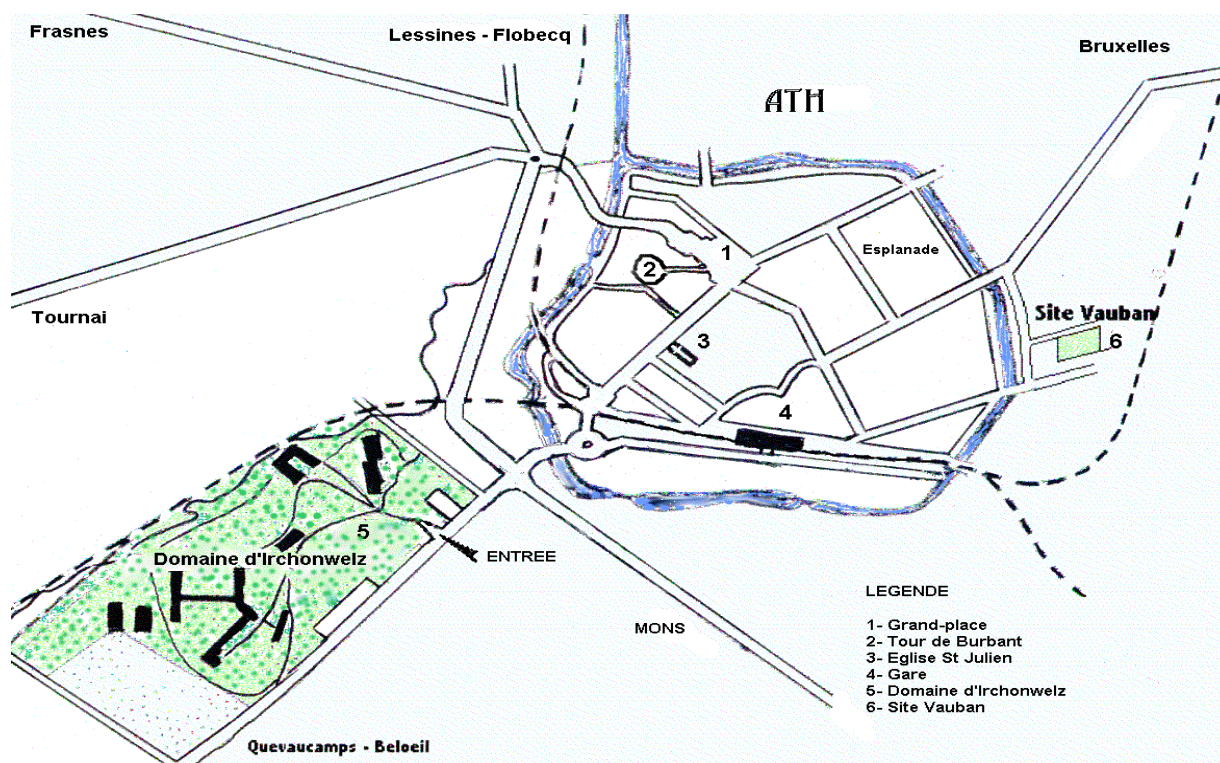 Frasnes
Lessines - Flobecq
Bruxelles
ATH
1
Esplanade
2
Tournai
Site Vauban
3
6
4
5
Domaine d'Irchonwelz
ENTREE
MONS
LEGENDE
1- Grand-place
2- Tour de Burbant
3- Eglise St Julien
4- Gare
5- Domaine d'Irchonwelz
6- Site Vauban
Quevaucamps - Beloeil